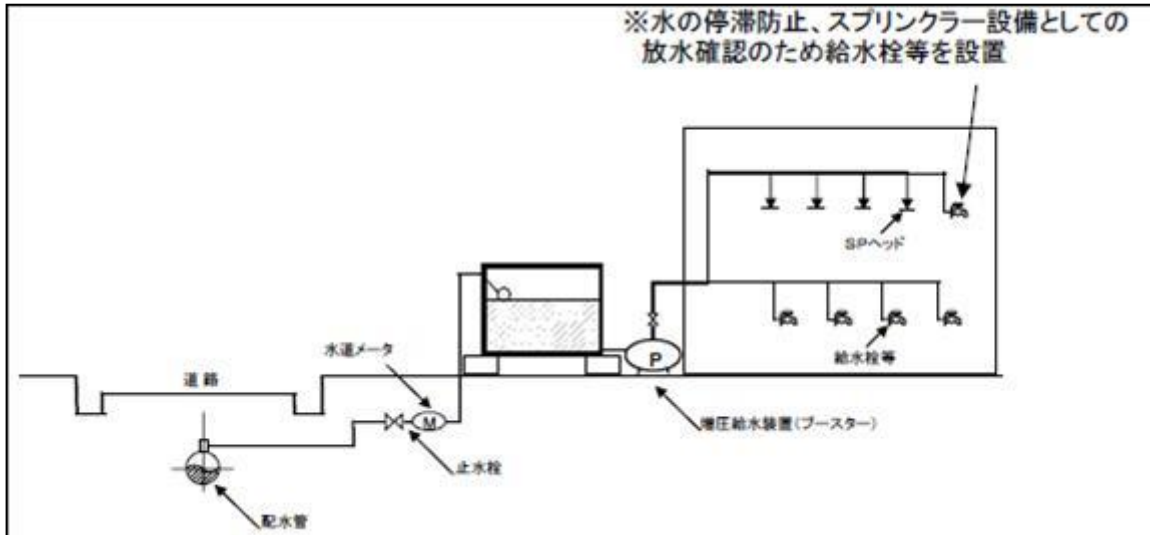 ※水の停滞防止、スプリンクラー設備としての
放水確認のため給水栓等を設置
SPヘッド
水道メータ
P
給水栓等
道路
増圧給水装置(ブースター)
M
止水栓
配水管